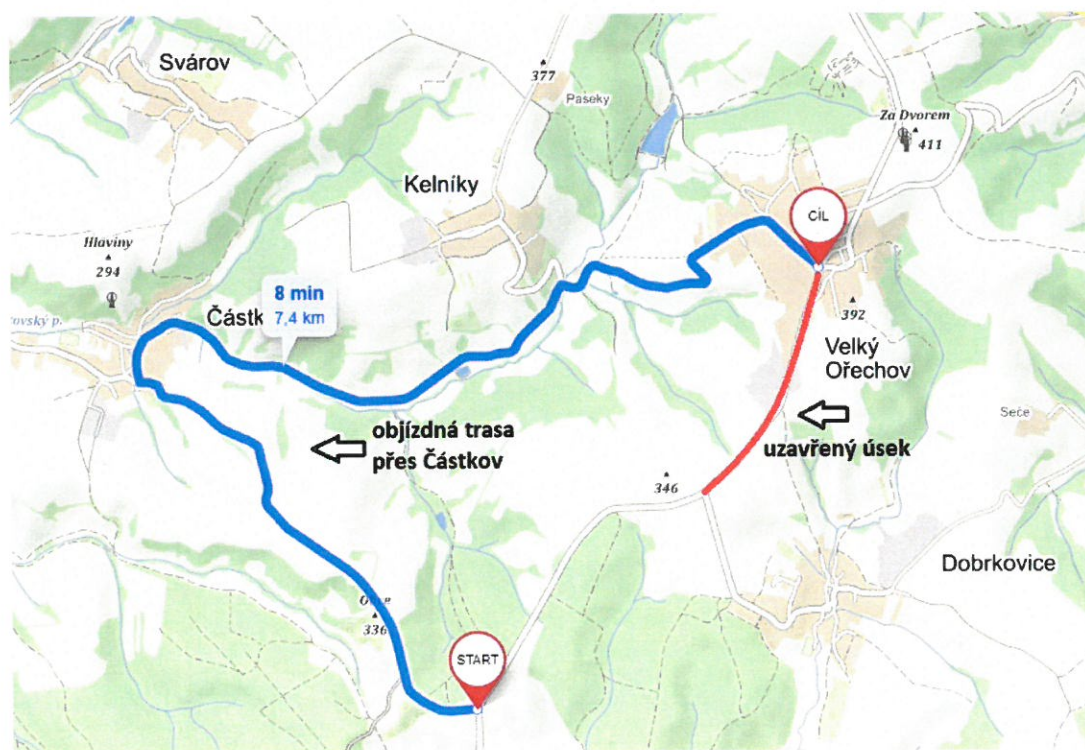 Svárov
377
Paseky
Za Dvorem
411
Kelníky
CÍL
Hlaviny
294
8 min
7,4 km
392
Velký
Ořechov
Seče
objízdná trasa
přes Částkov
uzavřený úsek
346
Dobrkovice
336
START